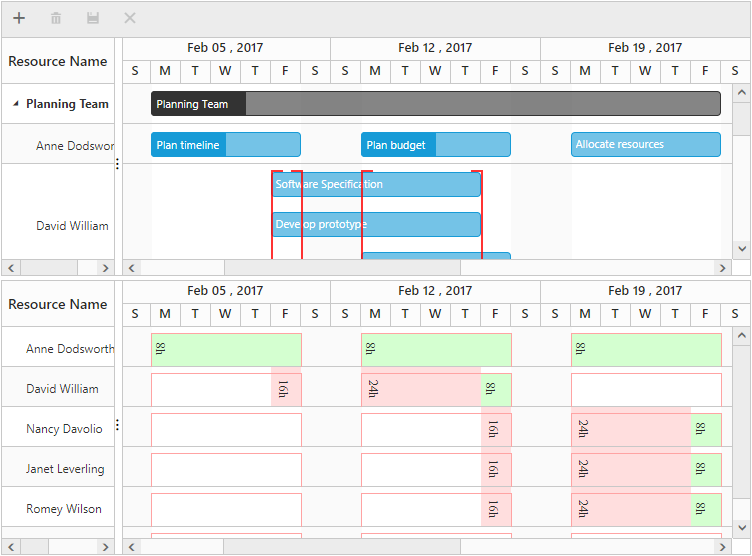 Resource Name
Feb 05 , 2017 Feb 12 , 2017 Feb 19 , 2017
S M T W T F S S M T W T F S S M T W T F S
Planning Team Planning Team
Anne Dodswor Plan timeline Plan budget Allocate resources
Software Specification
David William Develop prototype
Resource Name
Feb 05 , 2017 Feb 12 , 2017 Feb 19 , 2017
S M T W T F S S M T W T F S S M T W T F S
Anne Dodsworth 8h 8h 8h
David William 16h 24h 8h
Nancy Davolio 16h 24h 8h
Janet Leverling 16h 24h 8h
Romey Wilson 16h 24h 8h